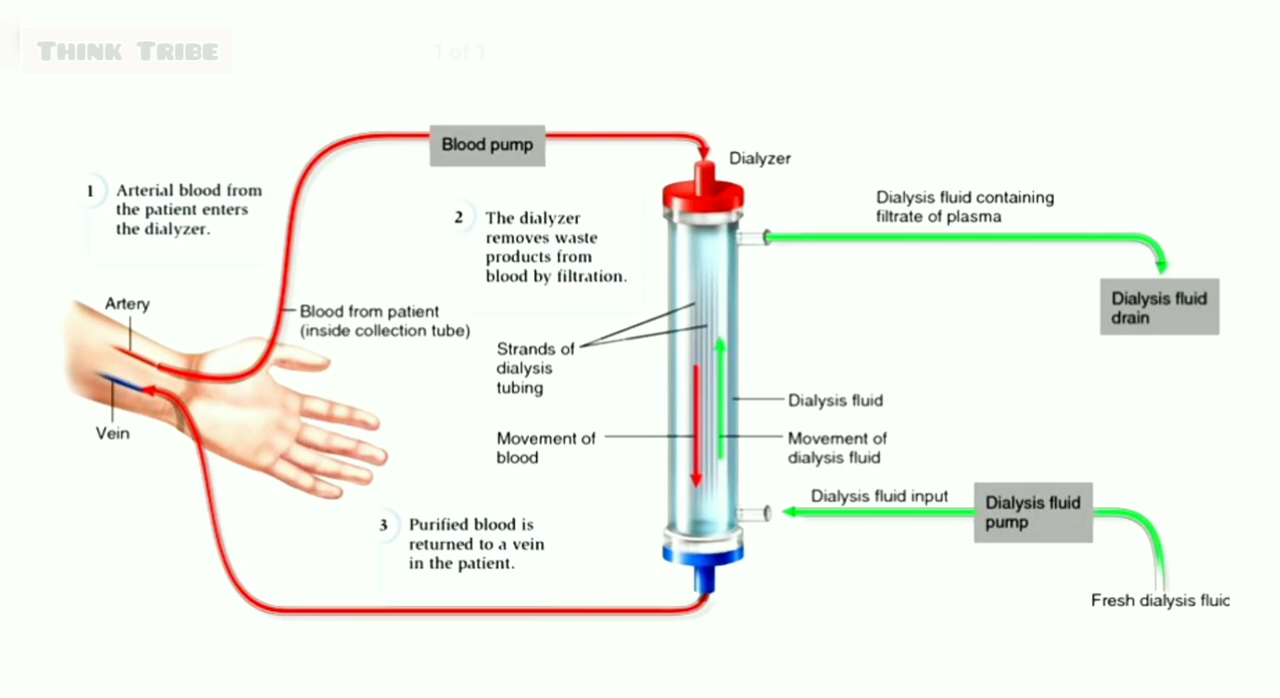 THINK TRIBE
1 of 1
Blood pump
Dialyzer
1 Arterial blood from
the patient enters
the dialyzer.
2 The dialyzer
removes waste
products from
blood by filtration.
Dialysis fluid containing
filtrate of plasma
Dialysis fluid
drain
Artery
Blood from patient
(inside collection tube)
Strands of
dialysis
tubing
Dialysis fluid
Vein
Movement of
blood
Movement of
dialysis fluid
Dialysis fluid input
Dialysis fluid
pump
3 Purified blood is
returned to a vein
in the patient.
Fresh dialysis fluic